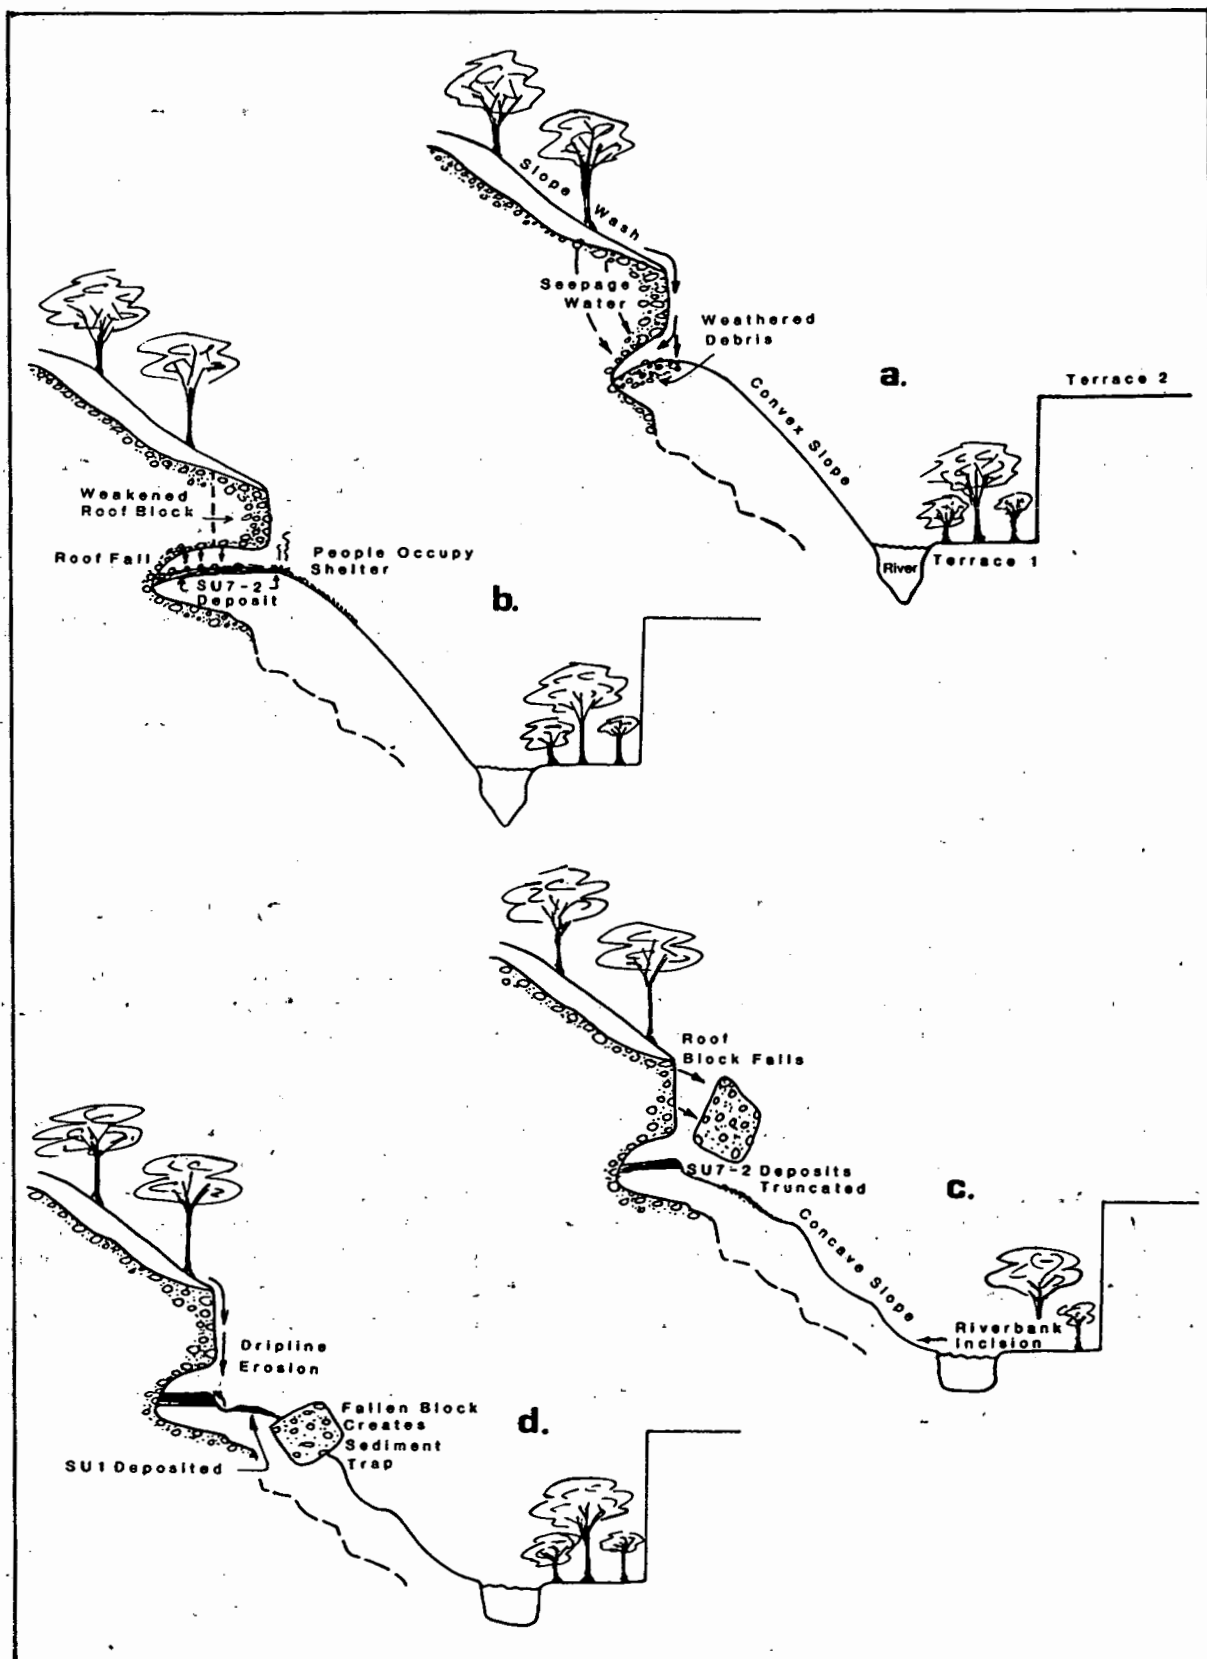 Slope Wash
Seepage
Water
Weathered
Debris
a.
Convex Slope
Terrace 2
River
Terrace 1
Weakened
Roof Block
Roof Fall
People Occupy
Shelter
SU7-2
Deposit
b.
Roof
Block Falls
SU7-2 Deposits
Truncated
c.
Concave Slope
Riverbank
Incision
Dripline
Erosion
Fallen Block
Creates
Sediment
Trap
d.
SU1 Deposited